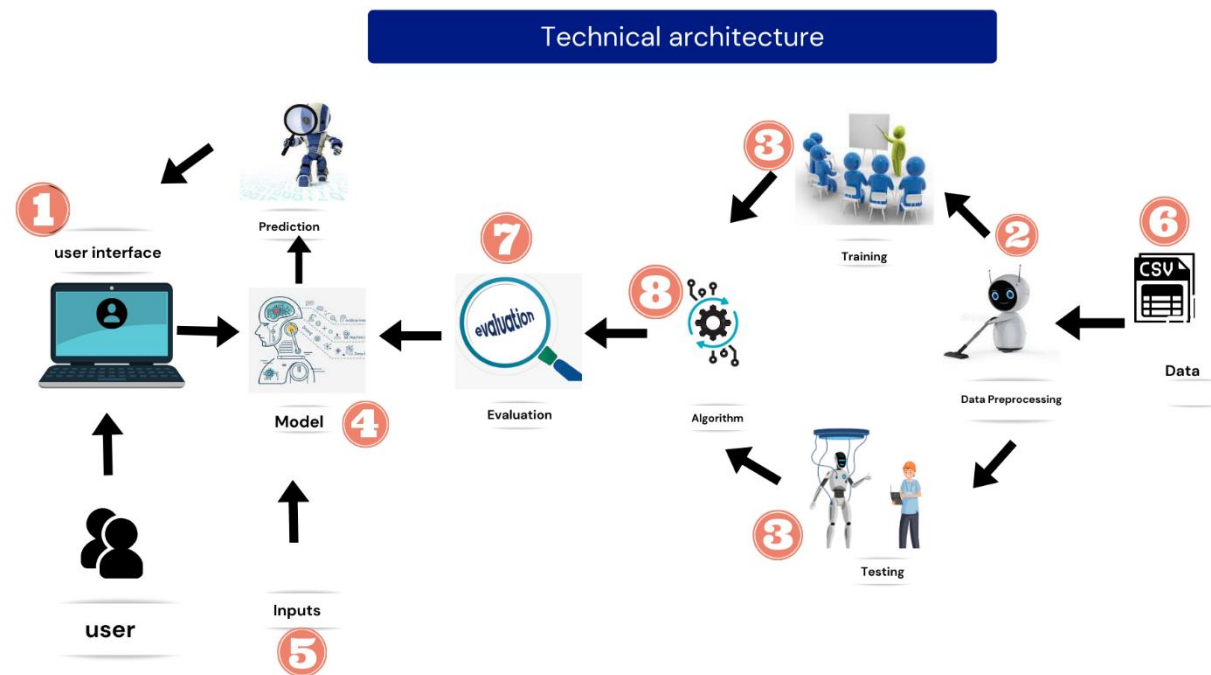 Technical architecture
1
user interface
Prediction
7
3
Training
2
6
CSV
Data
Data Preprocessing
8
Algorithm
evaluation
Evaluation
Model
4
3
Testing
user
Inputs
5